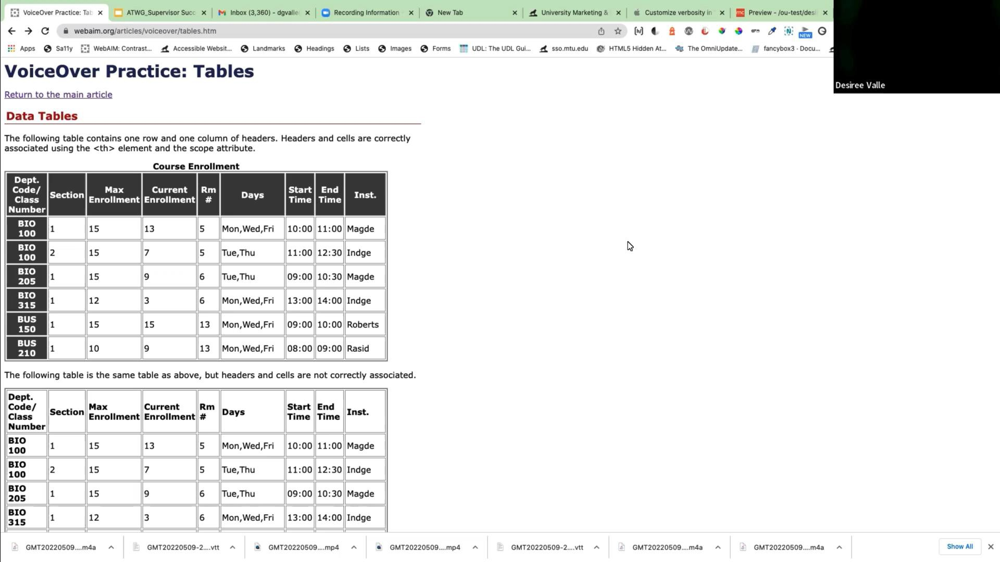 VoiceOver Practice: Tab
ATWG_Supervisor Succ
Inbox (3,360) - dgvalle
Recording Information -
New Tab
University Marketing &
Customize verbosity in
Preview - /ou-test/desi
webaim.org/articles/voiceover/tables.htm
NEW
Apps Sa11y WebAIM: Contrast... Accessible Websit... Landmarks Headings Lists Images Forms UDL: The UDL Gui... sso.mtu.edu HTML5 Hidden At... The OmniUpdate... fancybox3 - Docu...
Desiree Valle
VoiceOver Practice: Tables
Return to the main article
Data Tables
The following table contains one row and one column of headers. Headers and cells are correctly
associated using the <th> element and the scope attribute.
Course Enrollment
Dept. Code/ Class Number Section Max Enrollment Current Enrollment Rm # Days Start Time End Time Inst.
BIO 100 1 15 13 5 Mon,Wed,Fri 10:00 11:00 Magde
BIO 100 2 15 7 5 Tue,Thu 11:00 12:30 Indge
BIO 205 1 15 9 6 Tue,Thu 09:00 10:30 Magde
BIO 315 1 12 3 6 Mon,Wed,Fri 13:00 14:00 Indge
BUS 150 1 15 15 13 Mon,Wed,Fri 09:00 10:00 Roberts
BUS 210 1 10 9 13 Mon,Wed,Fri 08:00 09:00 Rasid
The following table is the same table as above, but headers and cells are not correctly associated.
Dept. Code/ Class Number Section Max Enrollment Current Enrollment Rm # Days Start Time End Time Inst.
BIO 100 1 15 13 5 Mon,Wed,Fri 10:00 11:00 Magde
BIO 100 2 15 7 5 Tue,Thu 11:00 12:30 Indge
BIO 205 1 15 9 6 Tue,Thu 09:00 10:30 Magde
BIO 315 1 12 3 6 Mon,Wed,Fri 13:00 14:00 Indge
GMT20220509....m4a
GMT20220509-2....vtt
GMT20220509....mp4
GMT20220509....mp4
GMT20220509-2....vtt
GMT20220509....m4a
GMT20220509....m4a
Show All